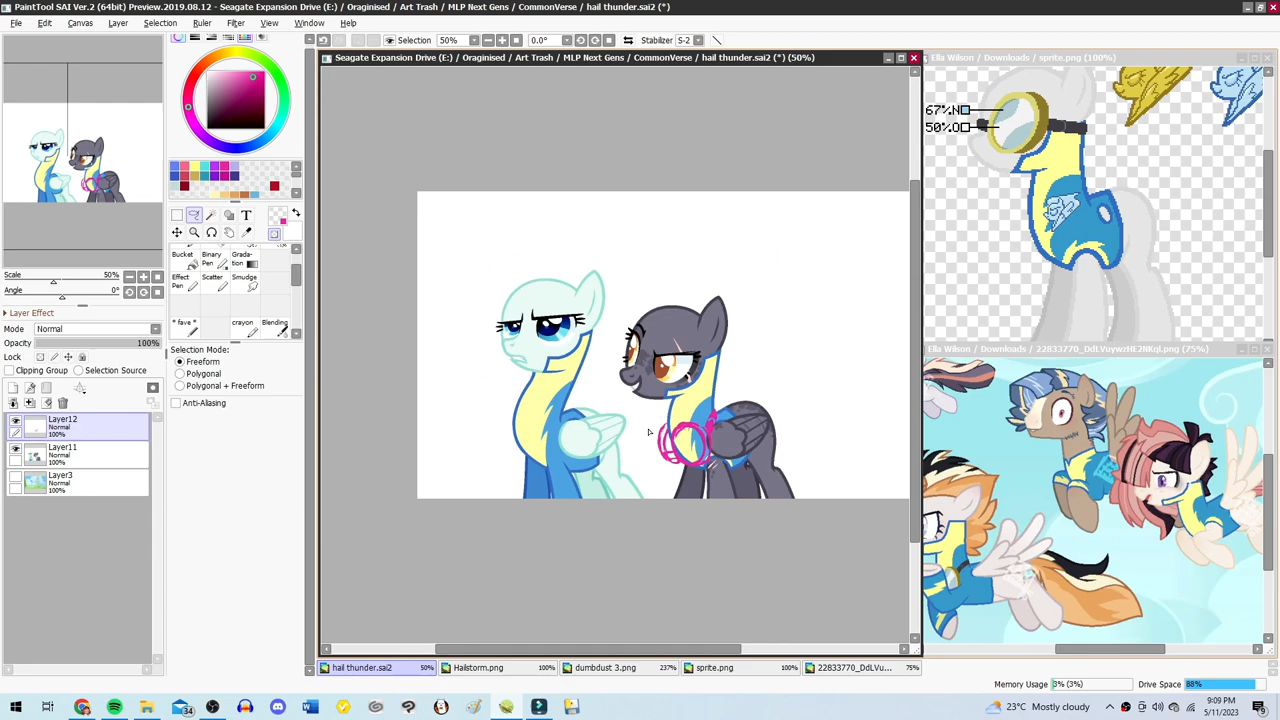 PaintTool SAI Ver.2 (64bit) Preview.2019.08.12 - Seagate Expansion Drive (E:) / Oraginised / Art Trash / MLP Next Gens / CommonVerse / hail thunder.sai2 (*)
File Edit Canvas Layer Selection Ruler Filter View Window Help
Selection 50% 0.0° Stabilizer S-2
Seagate Expansion Drive (E:) / Oraginised / Art Trash / MLP Next Gens / CommonVerse / hail thunder.sai2 (*) (50%)
Ella Wilson / Downloads / sprite.png (100%)
67%N
50%O
Scale 50%
Angle 0°
Layer Effect
Mode Normal
Opacity 100%
Lock
Clipping Group Selection Source
Layer12
Normal
100%
Layer11
Normal
100%
Layer3
Normal
100%
T
Bucket Binary Pen Grada-tion
Effect Pen Scatter Smudge
* fave * crayon Blending
Selection Mode:
Freeform
Polygonal
Polygonal + Freeform
Anti-Aliasing
Ella Wilson / Downloads / 22833770_DdLVuywzHE2NKqI.png (75%)
hail thunder.sai2 50% Hailstorm.png 100% dumbdust 3.png 237% sprite.png 100% 22833770_DdLVu... 75%
Memory Usage 3% (3%) Drive Space 88%
34
23°C Mostly cloudy
9:09 PM
5/11/2023
9